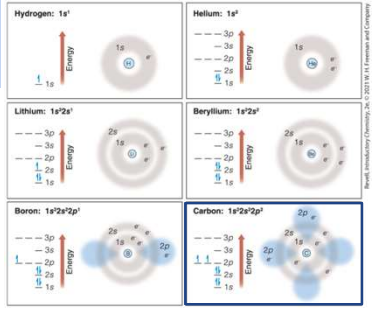 Hydrogen: 1s¹
1s
Energy
1s
H
e⁻
Helium: 1s²
3p
3s
2p
2s
1s
Energy
1s
He
e⁻
e⁻
Lithium: 1s²2s¹
3p
3s
2p
2s
1s
Energy
2s
1s
e⁻
e⁻
e⁻
Beryllium: 1s²2s²
3p
3s
2p
2s
1s
Energy
2s
1s
Be
e⁻
e⁻
Boron: 1s²2s²2p¹
3p
3s
2p
2s
1s
Energy
2s
1s
B
2p
e⁻
e⁻
e⁻
e⁻
e⁻
Carbon: 1s²2s²2p²
3p
3s
2p
2s
1s
Energy
2p
e⁻
2s
1s
C
2p
e⁻
e⁻
e⁻
e⁻
Revell, Introductory Chemistry, 2e, © 2021 W. H. Freeman and Company